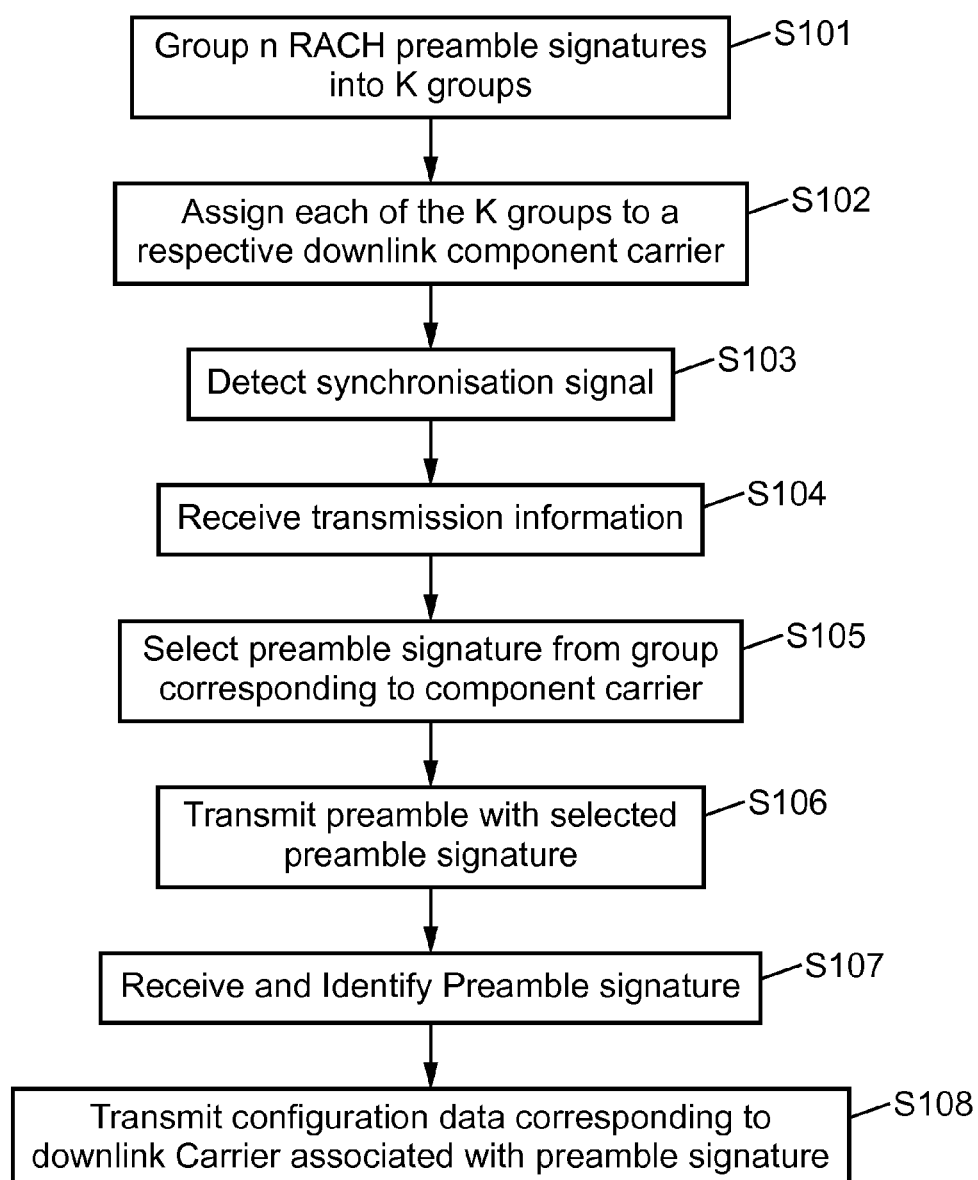 Group n RACH preamble signatures
into K groups
S101
Assign each of the K groups to a
respective downlink component carrier
S102
Detect synchronisation signal
S103
Receive transmission information
S104
Select preamble signature from group
corresponding to component carrier
S105
Transmit preamble with selected
preamble signature
S106
Receive and Identify Preamble signature
S107
Transmit configuration data corresponding to
downlink Carrier associated with preamble signature
S108